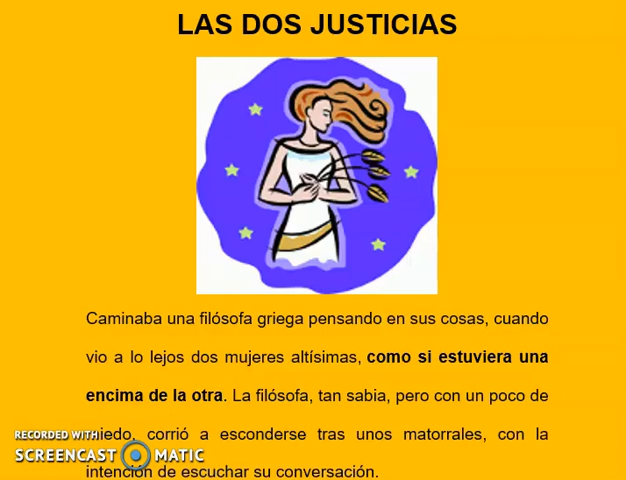 LAS DOS JUSTICIAS
Caminaba una filósofa griega pensando en sus cosas, cuando
vio a lo lejos dos mujeres altísimas, como si estuviera una
encima de la otra. La filósofa, tan sabia, pero con un poco de
miedo, corrió a esconderse tras unos matorrales, con la
intención de escuchar su conversación.
RECORDED WITH
SCREENCAST MATIC